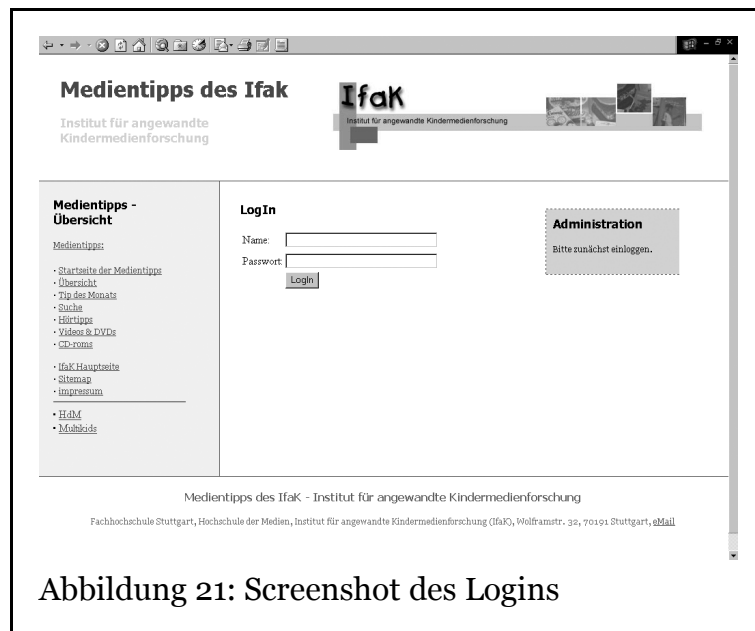 Medientipps des Ifak
Institut für angewandte
Kindermedienforschung
IfaK
Institut für angewandte Kindermedienforschung
Medientipps -
Übersicht
Medientipps:
· Startseite der Medientipps
· Übersicht
· Tip des Monats
· Suche
· Hörtipps
· Videos & DVDs
· CD-roms
· IfaK Hauptseite
· Sitemap
· impressum
• HdM
• Multikids
LogIn
Name:
Passwort:
LogIn
Administration
Bitte zunächst einloggen.
Medientipps des IfaK - Institut für angewandte Kindermedienforschung
Fachhochschule Stuttgart, Hochschule der Medien, Institut für angewandte Kindermedienforschung (IfaK), Wolframstr. 32, 70191 Stuttgart, eMail
Abbildung 21: Screenshot des Logins